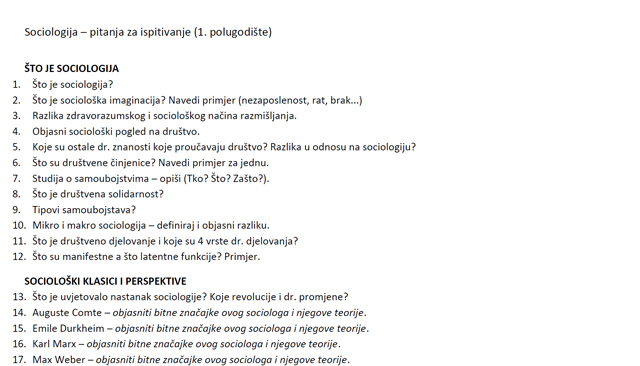 Sociologija – pitanja za ispitivanje (1. polugodište)
ŠTO JE SOCIOLOGIJA
1. Što je sociologija?
2. Što je sociološka imaginacija? Navedi primjer (nezaposlenost, rat, brak...)
3. Razlika zdravorazumskog i sociološkog načina razmišljanja.
4. Objasni sociološki pogled na društvo.
5. Koje su ostale dr. znanosti koje proučavaju društvo? Razlika u odnosu na sociologiju?
6. Što su društvene činjenice? Navedi primjer za jednu.
7. Studija o samoubojstvima – opiši (Tko? Što? Zašto?).
8. Što je društvena solidarnost?
9. Tipovi samoubojstava?
10. Mikro i makro sociologija – definiraj i objasni razliku.
11. Što je društveno djelovanje i koje su 4 vrste dr. djelovanja?
12. Što su manifestne a što latentne funkcije? Primjer.
SOCIOLOŠKI KLASICI I PERSPEKTIVE
13. Što je uvjetovalo nastanak sociologije? Koje revolucije i dr. promjene?
14. Auguste Comte – objasniti bitne značajke ovog sociologa i njegove teorije.
15. Emile Durkheim – objasniti bitne značajke ovog sociologa i njegove teorije.
16. Karl Marx – objasniti bitne značajke ovog sociologa i njegove teorije.
17. Max Weber – objasniti bitne značajke ovog sociologa i njegove teorije.